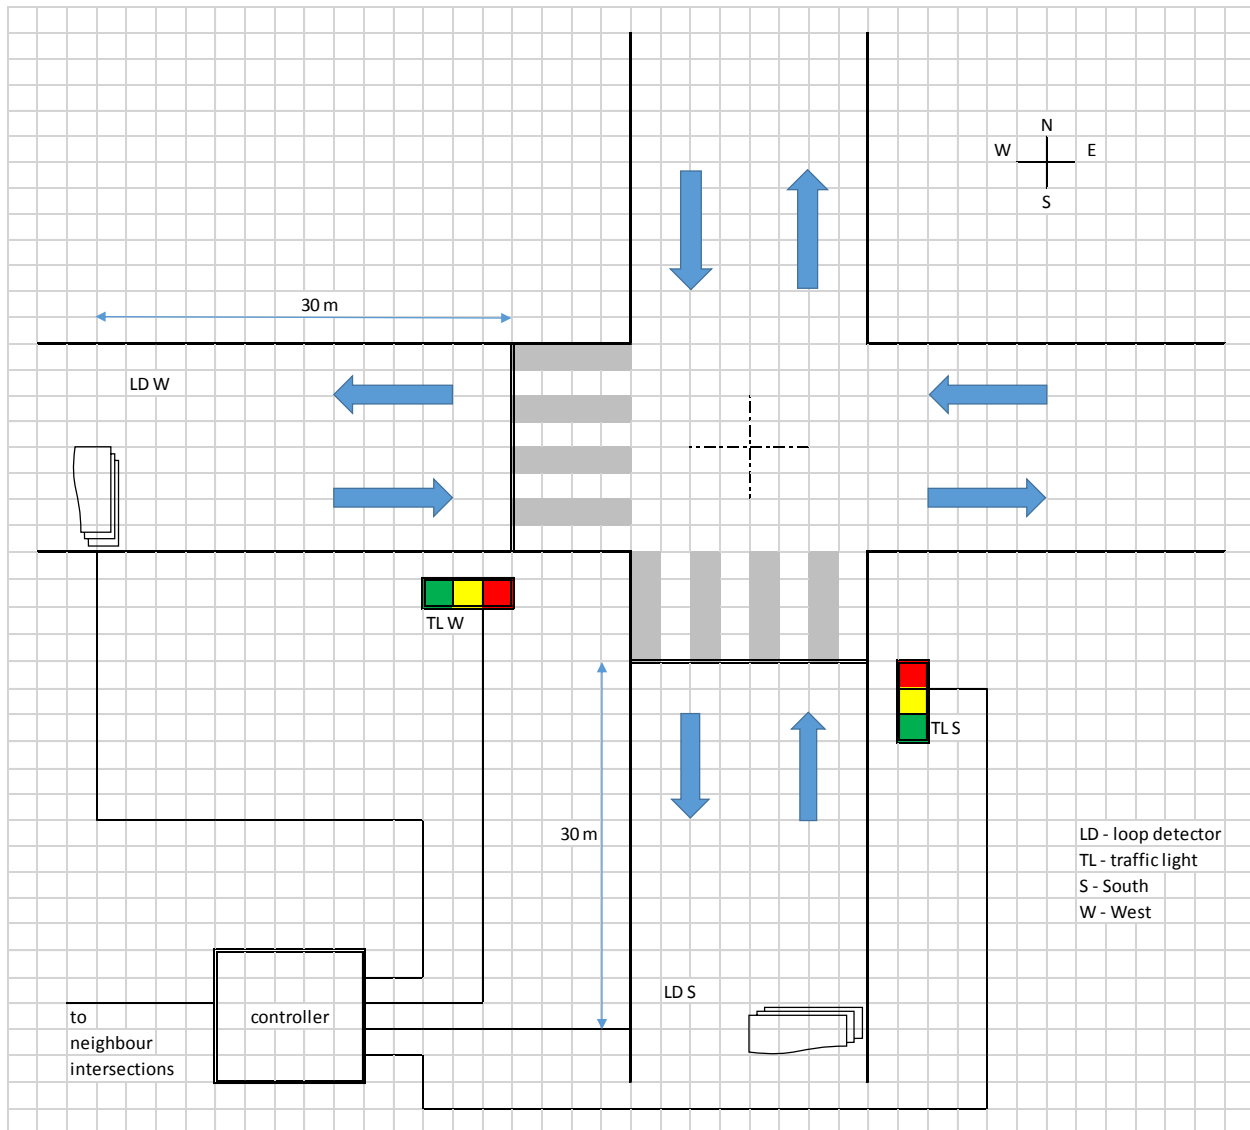 N
W E
S
30 m
LD W
TL W
TL S
30 m
LD - loop detector
TL - traffic light
S - South
W - West
LD S
controller
to
neighbour
intersections